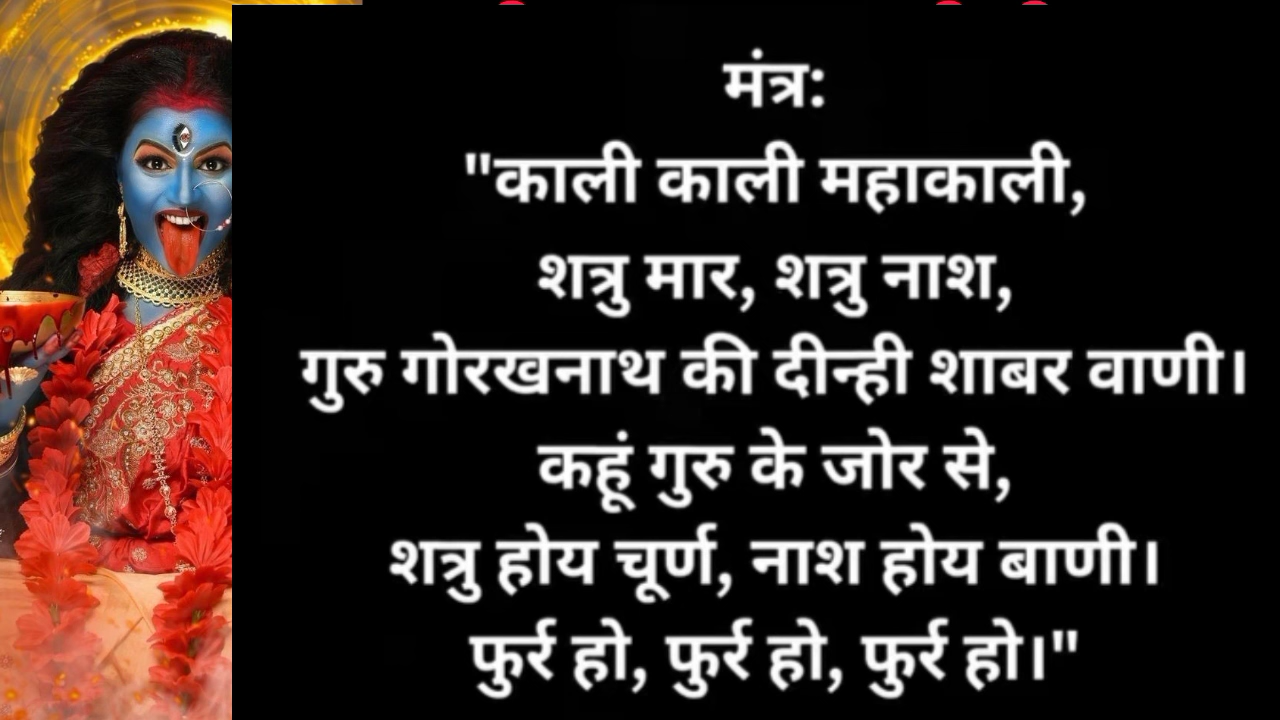 मंत्र:
"काली काली महाकाली,
शत्रु मार, शत्रु नाश,
गुरु गोरखनाथ की दीन्ही शाबर वाणी।
कहूं गुरु के जोर से,
शत्रु होय चूर्ण, नाश होय बाणी।
फुर्र हो, फुर्र हो, फुर्र हो।"